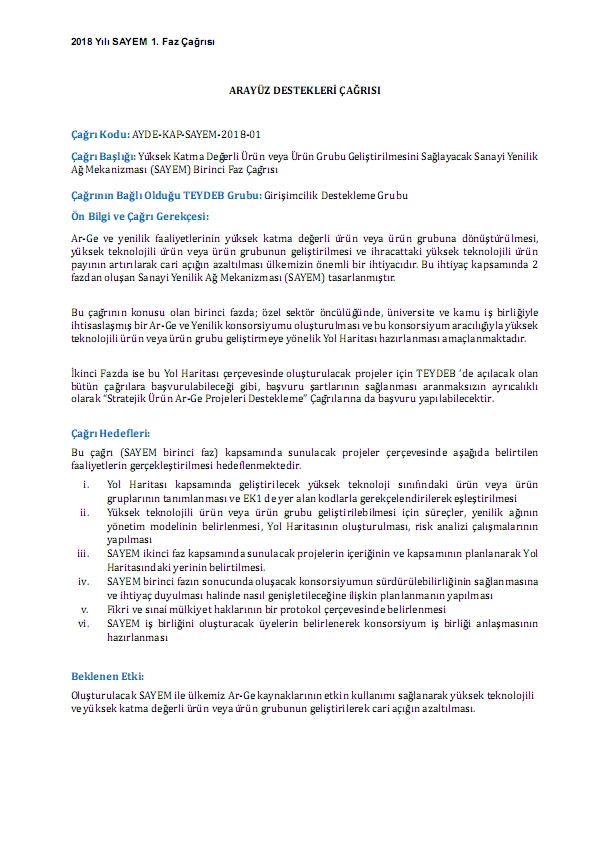 2018 Yılı SAYEM 1. Faz Çağrısı
ARAYÜZ DESTEKLERİ ÇAĞRISI
Çağrı Kodu: AYDE-KAP-SAYEM-2018-01
Çağrı Başlığı: Yüksek Katma Değerli Ürün veya Ürün Grubu Geliştirilmesini Sağlayacak Sanayi Yenilik
Ağ Mekanizması (SAYEM) Birinci Faz Çağrısı
Çağrının Bağlı Olduğu TEYDEB Grubu: Girişimcilik Destekleme Grubu
Ön Bilgi ve Çağrı Gerekçesi:
Ar-Ge ve yenilik faaliyetlerinin yüksek katma değerli ürün veya ürün grubuna dönüştürülmesi,
yüksek teknolojili ürün veya ürün grubunun geliştirilmesi ve ihracattaki yüksek teknolojili ürün
payının artırılarak cari açığın azaltılması ülkemizin önemli bir ihtiyacıdır. Bu ihtiyaç kapsamında 2
fazdan oluşan Sanayi Yenilik Ağ Mekanizması (SAYEM) tasarlanmıştır.
Bu çağrının konusu olan birinci fazda; özel sektör öncülüğünde, üniversite ve kamu iş birliğiyle
ihtisaslaşmış bir Ar-Ge ve Yenilik konsorsiyumu oluşturulması ve bu konsorsiyum aracılığıyla yüksek
teknolojili ürün veya ürün grubu geliştirmeye yönelik Yol Haritası hazırlanması amaçlanmaktadır.
İkinci Fazda ise bu Yol Haritası çerçevesinde oluşturulacak projeler için TEYDEB 'de açılacak olan
bütün çağrılara başvurulabileceği gibi, başvuru şartlarının sağlanması aranmaksızın ayrıcalıklı
olarak "Stratejik Ürün Ar-Ge Projeleri Destekleme" Çağrılarına da başvuru yapılabilecektir.
Çağrı Hedefleri:
Bu çağrı (SAYEM birinci faz) kapsamında sunulacak projeler çerçevesinde aşağıda belirtilen
faaliyetlerin gerçekleştirilmesi hedeflenmektedir.
i. Yol Haritası kapsamında geliştirilecek yüksek teknoloji sınıfındaki ürün veya ürün
gruplarının tanımlanması ve EK1 de yer alan kodlarla gerekçelendirilerek eşleştirilmesi
ii. Yüksek teknolojili ürün veya ürün grubu geliştirilebilmesi için süreçler, yenilik ağının
yönetim modelinin belirlenmesi, Yol Haritasının oluşturulması, risk analizi çalışmalarının
yapılması
iii. SAYEM ikinci faz kapsamında sunulacak projelerin içeriğinin ve kapsamının planlanarak Yol
Haritasındaki yerinin belirtilmesi.
iv. SAYEM birinci fazın sonucunda oluşacak konsorsiyumun sürdürülebilirliğinin sağlanmasına
ve ihtiyaç duyulması halinde nasıl genişletileceğine ilişkin planlamanın yapılması
v. Fikri ve sınai mülkiyet haklarının bir protokol çerçevesinde belirlenmesi
vi. SAYEM iş birliğini oluşturacak üyelerin belirlenerek konsorsiyum iş birliği anlaşmasının
hazırlanması
Beklenen Etki:
Oluşturulacak SAYEM ile ülkemiz Ar-Ge kaynaklarının etkin kullanımı sağlanarak yüksek teknolojili
ve yüksek katma değerli ürün veya ürün grubunun geliştirilerek cari açığın azaltılması.